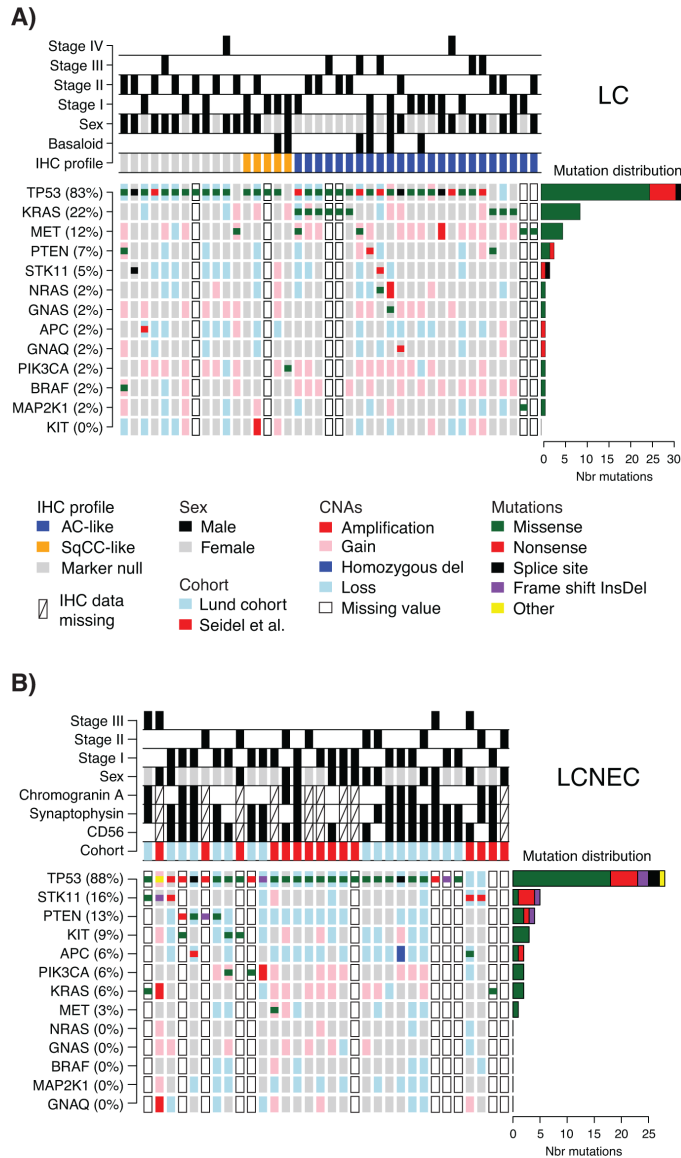 A)
Stage IV
Stage III
Stage II
Stage I
Sex
Basaloid
IHC profile
LC
Mutation distribution
TP53 (83%)
KRAS (22%)
MET (12%)
PTEN (7%)
STK11 (5%)
NRAS (2%)
GNAS (2%)
APC (2%)
GNAQ (2%)
PIK3CA (2%)
BRAF (2%)
MAP2K1 (2%)
KIT (0%)
0 5 10 15 20 25 30
Nbr mutations
IHC profile
AC-like
SqCC-like
Marker null
IHC data
missing
Sex
Male
Female
Cohort
Lund cohort
Seidel et al.
CNAs
Amplification
Gain
Homozygous del
Loss
Missing value
Mutations
Missense
Nonsense
Splice site
Frame shift InsDel
Other
B)
Stage III
Stage II
Stage I
Sex
Chromogranin A
Synaptophysin
CD56
Cohort
LCNEC
Mutation distribution
TP53 (88%)
STK11 (16%)
PTEN (13%)
KIT (9%)
APC (6%)
PIK3CA (6%)
KRAS (6%)
MET (3%)
NRAS (0%)
GNAS (0%)
BRAF (0%)
MAP2K1 (0%)
GNAQ (0%)
0 5 10 15 20 25
Nbr mutations